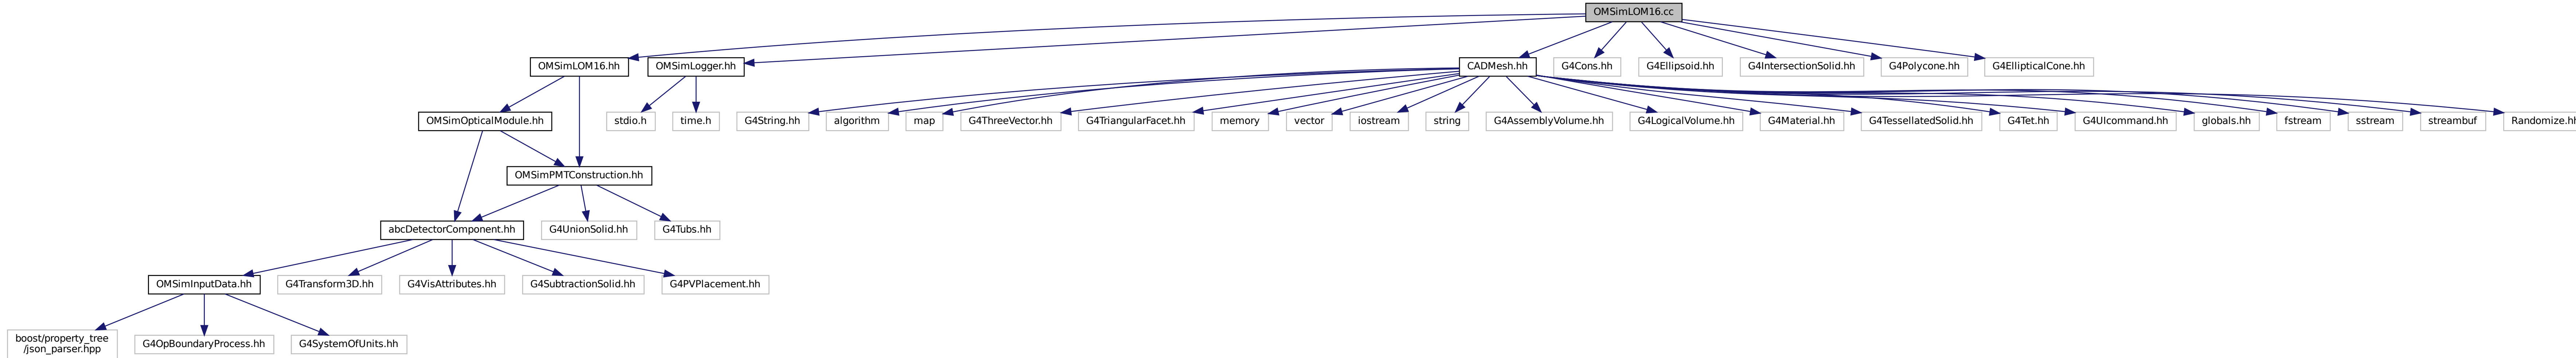 OMSimLOM16.cc
OMSimLOM16.hh
OMSimLogger.hh
CADMesh.hh
G4Cons.hh
G4Ellipsoid.hh
G4IntersectionSolid.hh
G4Polycone.hh
G4EllipticalCone.hh
OMSimOpticalModule.hh
stdio.h
time.h
G4String.hh
algorithm
map
G4ThreeVector.hh
G4TriangularFacet.hh
memory
vector
iostream
string
G4AssemblyVolume.hh
G4LogicalVolume.hh
G4Material.hh
G4TessellatedSolid.hh
G4Tet.hh
G4UIcommand.hh
globals.hh
fstream
sstream
streambuf
Randomize.hh
OMSimPMTConstruction.hh
abcDetectorComponent.hh
G4UnionSolid.hh
G4Tubs.hh
OMSimInputData.hh
G4Transform3D.hh
G4VisAttributes.hh
G4SubtractionSolid.hh
G4PVPlacement.hh
boost/property_tree
/json_parser.hpp
G4OpBoundaryProcess.hh
G4SystemOfUnits.hh